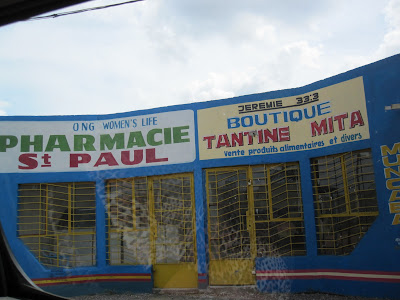 ONG WOMEN'S LIFE
PHARMACIE
St PAUL
JEREMIE 33:3
BOUTIQUE
TANTINE MITA
Vente produits alimentaires et divers